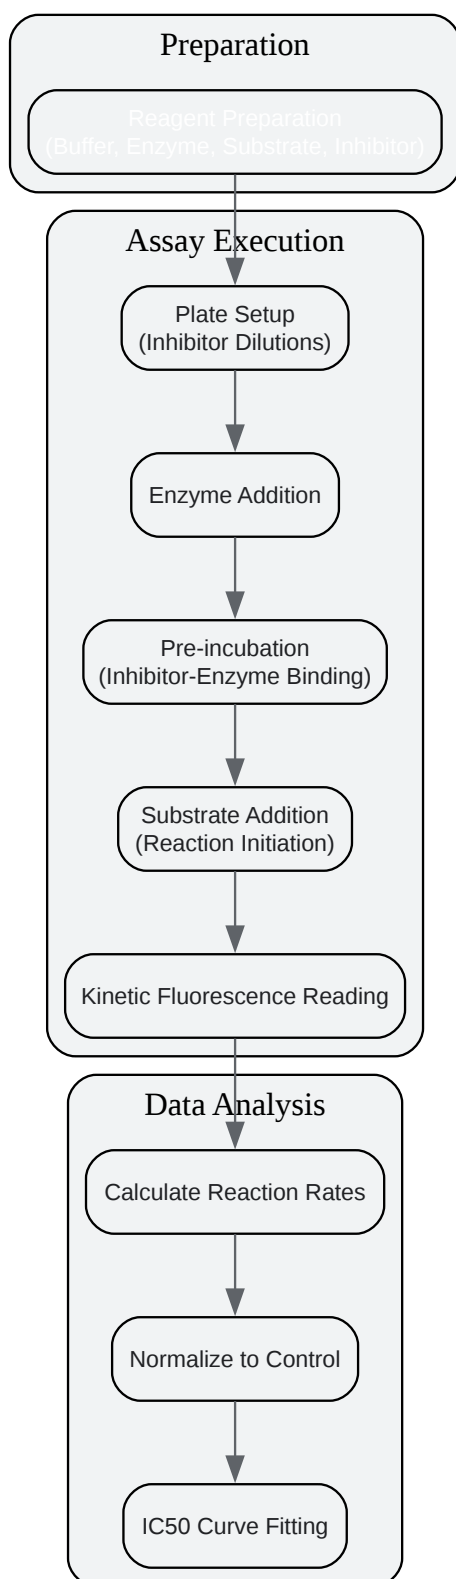 Preparation
Reagent Preparation
(Buffer, Enzyme, Substrate, Inhibitor)
Assay Execution
Plate Setup
(Inhibitor Dilutions)
Enzyme Addition
Pre-incubation
(Inhibitor-Enzyme Binding)
Substrate Addition
(Reaction Initiation)
Kinetic Fluorescence Reading
Data Analysis
Calculate Reaction Rates
Normalize to Control
IC50 Curve Fitting